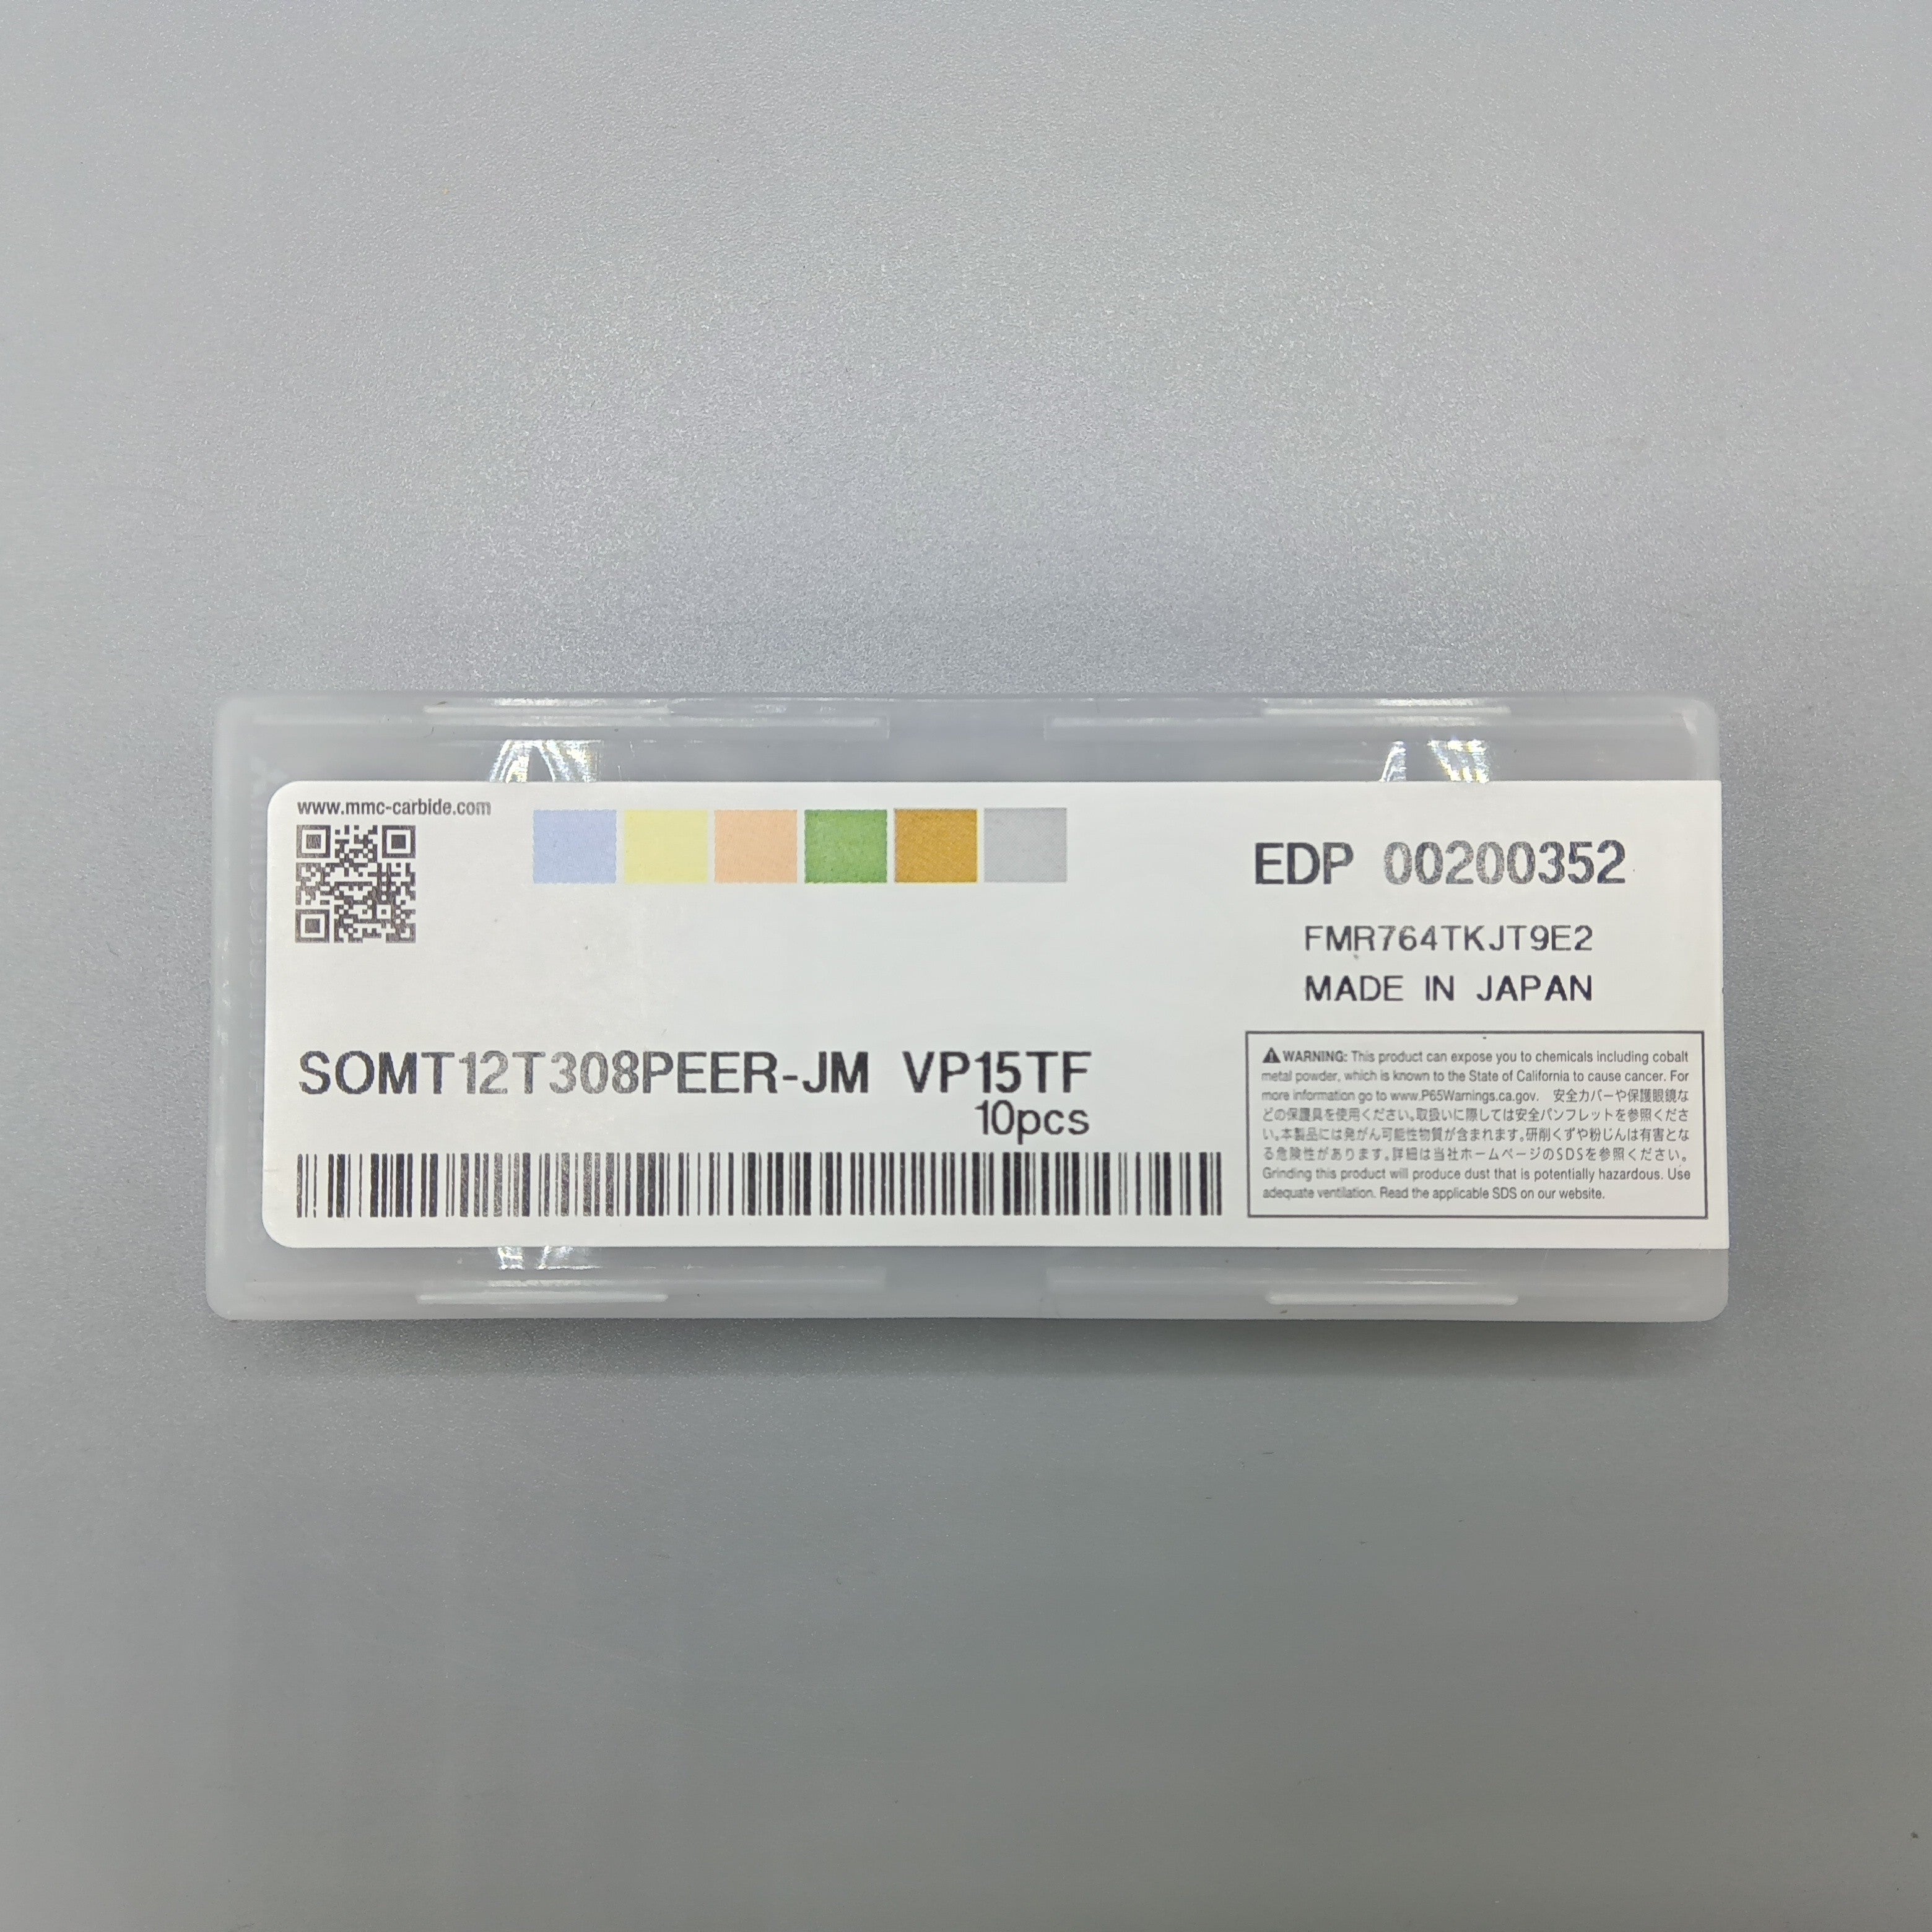 www.mmc-carbide.com
EDP 00200352
FMR764TKJT9E2
MADE IN JAPAN
SOMT12T308PEER-JM VP15TF
10pcs
⚠ WARNING: This product can expose you to chemicals including cobalt
metal powder, which is known to the State of California to cause cancer. For
more information go to www.P65Warnings.ca.gov. 安全カバーや保護眼鏡な
どの保護具を使用ください。取扱いに際しては安全パンフレットを参照くださ
い。本製品には発がん可能性物質が含まれます。研削くずや粉じんは有害とな
る危険性があります。詳細は当社ホームページのSDSを参照ください。
Grinding this product will produce dust that is potentially hazardous. Use
adequate ventilation. Read the applicable SDS on our website.